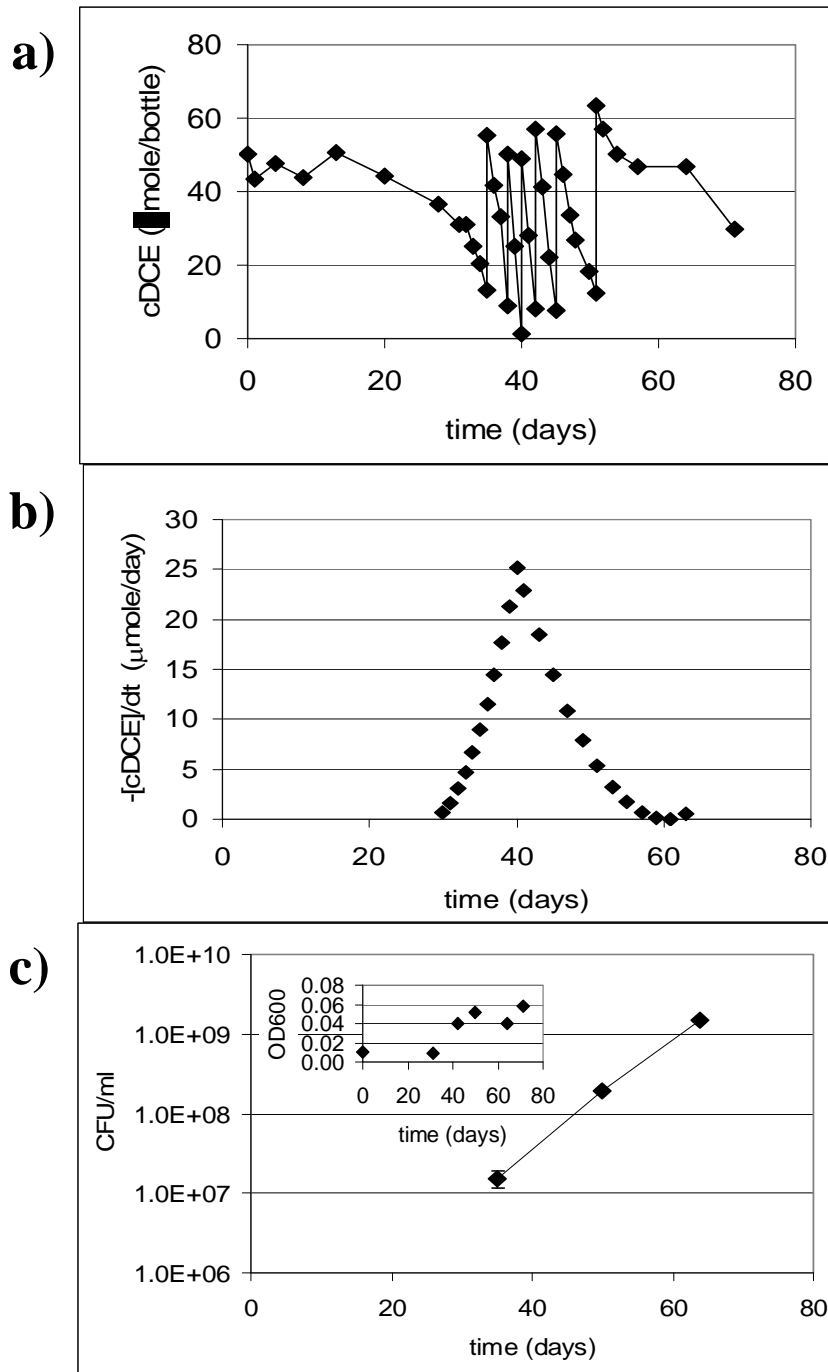 a)
80
60
40
20
0
cDCE (mole/bottle)
0 20 40 60 80
time (days)
b)
30
25
20
15
10
5
0
-[cDCE]/dt (μmole/day)
0 20 40 60 80
time (days)
c)
1.0E+10
1.0E+09
1.0E+08
1.0E+07
1.0E+06
CFU/ml
0.08
0.06
0.04
0.02
0.00
OD600
0 20 40 60 80
time (days)
0 20 40 60 80
time (days)